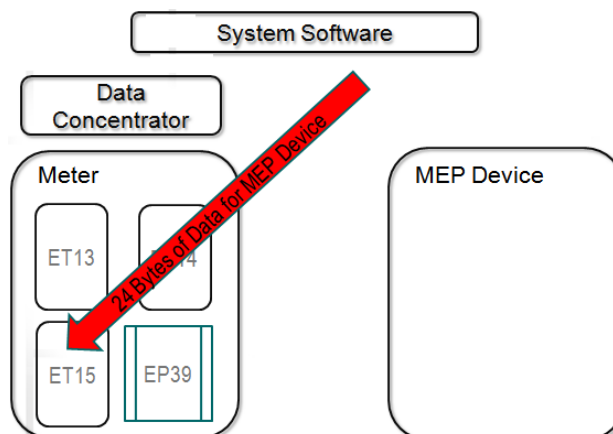 System Software
Data
Concentrator
Meter
MEP Device
24 Bytes of Data for MEP Device
ET13
ET15
EP39